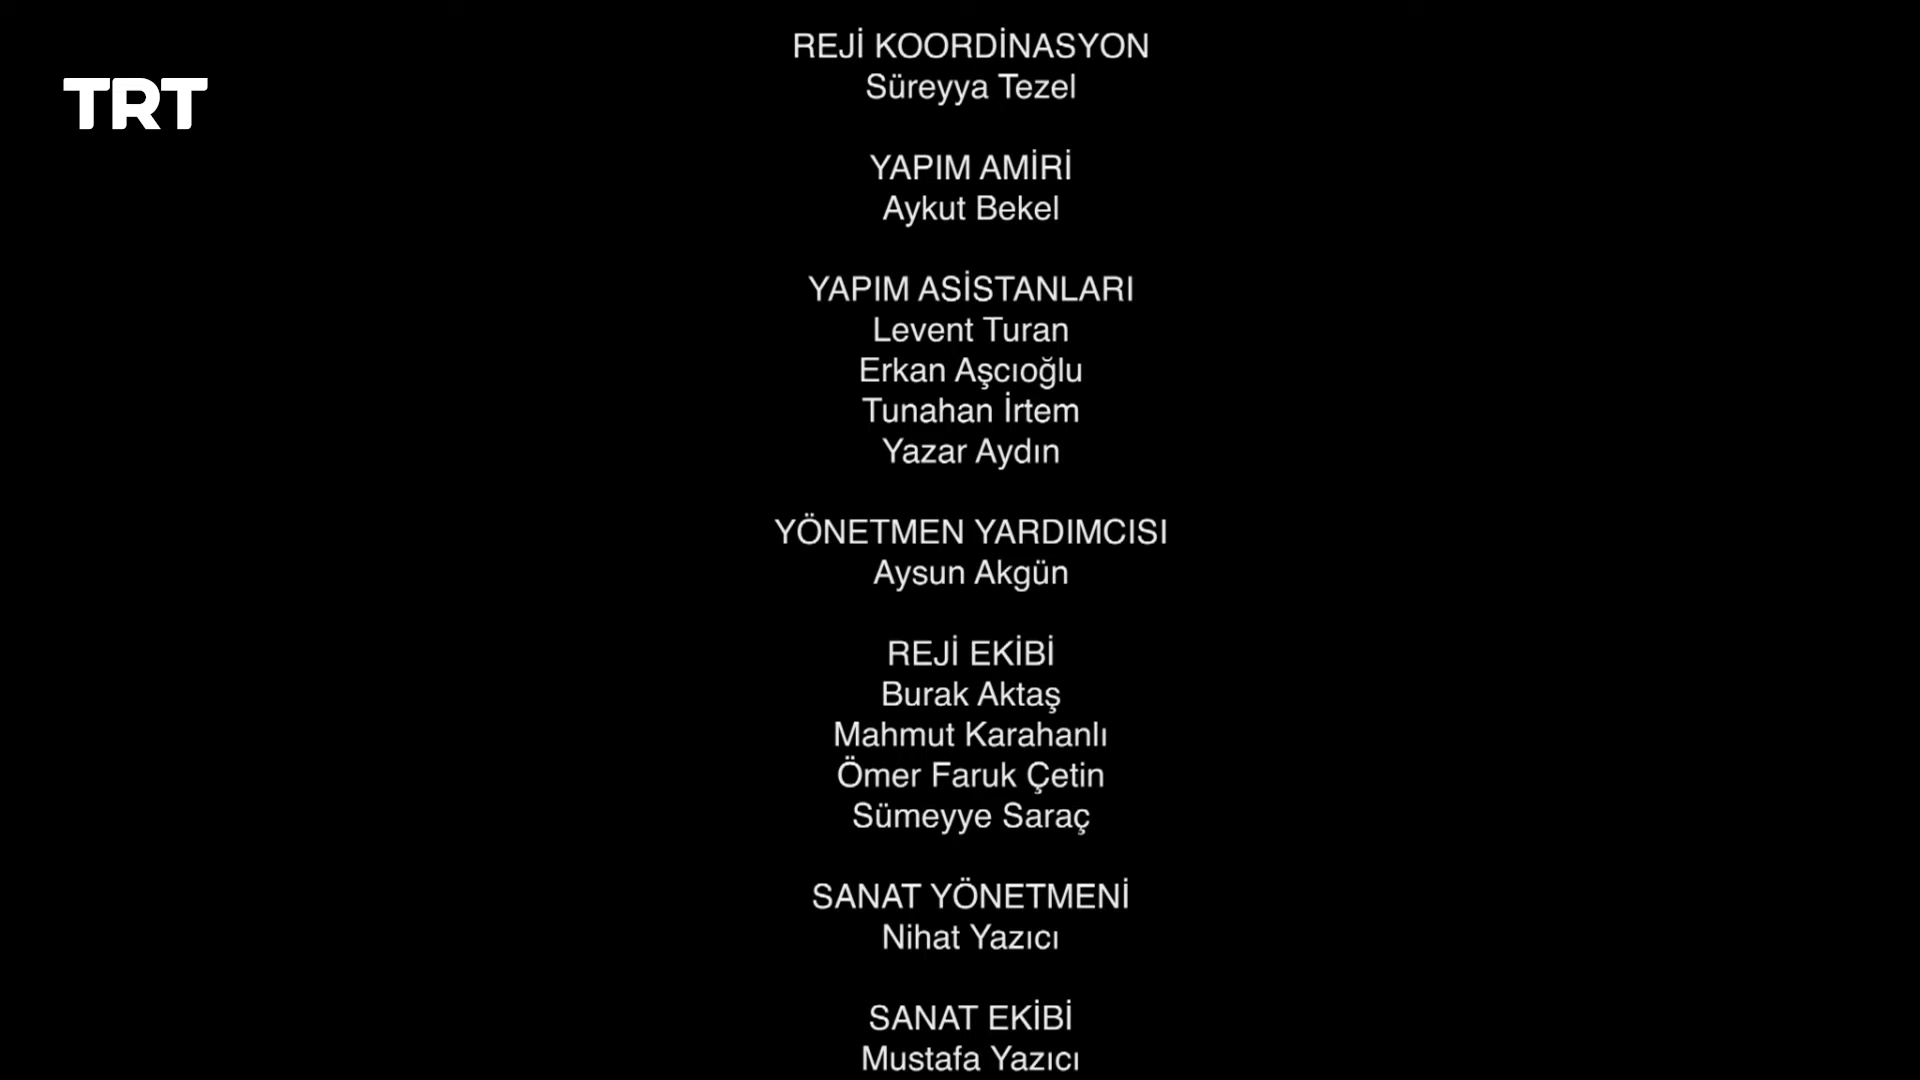 TRT
REJİ KOORDİNASYON
Süreyya Tezel
YAPIM AMİRİ
Aykut Bekel
YAPIM ASİSTANLARI
Levent Turan
Erkan Aşcıoğlu
Tunahan İrtem
Yazar Aydın
YÖNETMEN YARDIMCISI
Aysun Akgün
REJİ EKİBİ
Burak Aktaş
Mahmut Karahanlı
Ömer Faruk Çetin
Sümeyye Saraç
SANAT YÖNETMENİ
Nihat Yazıcı
SANAT EKİBİ
Mustafa Yazıcı